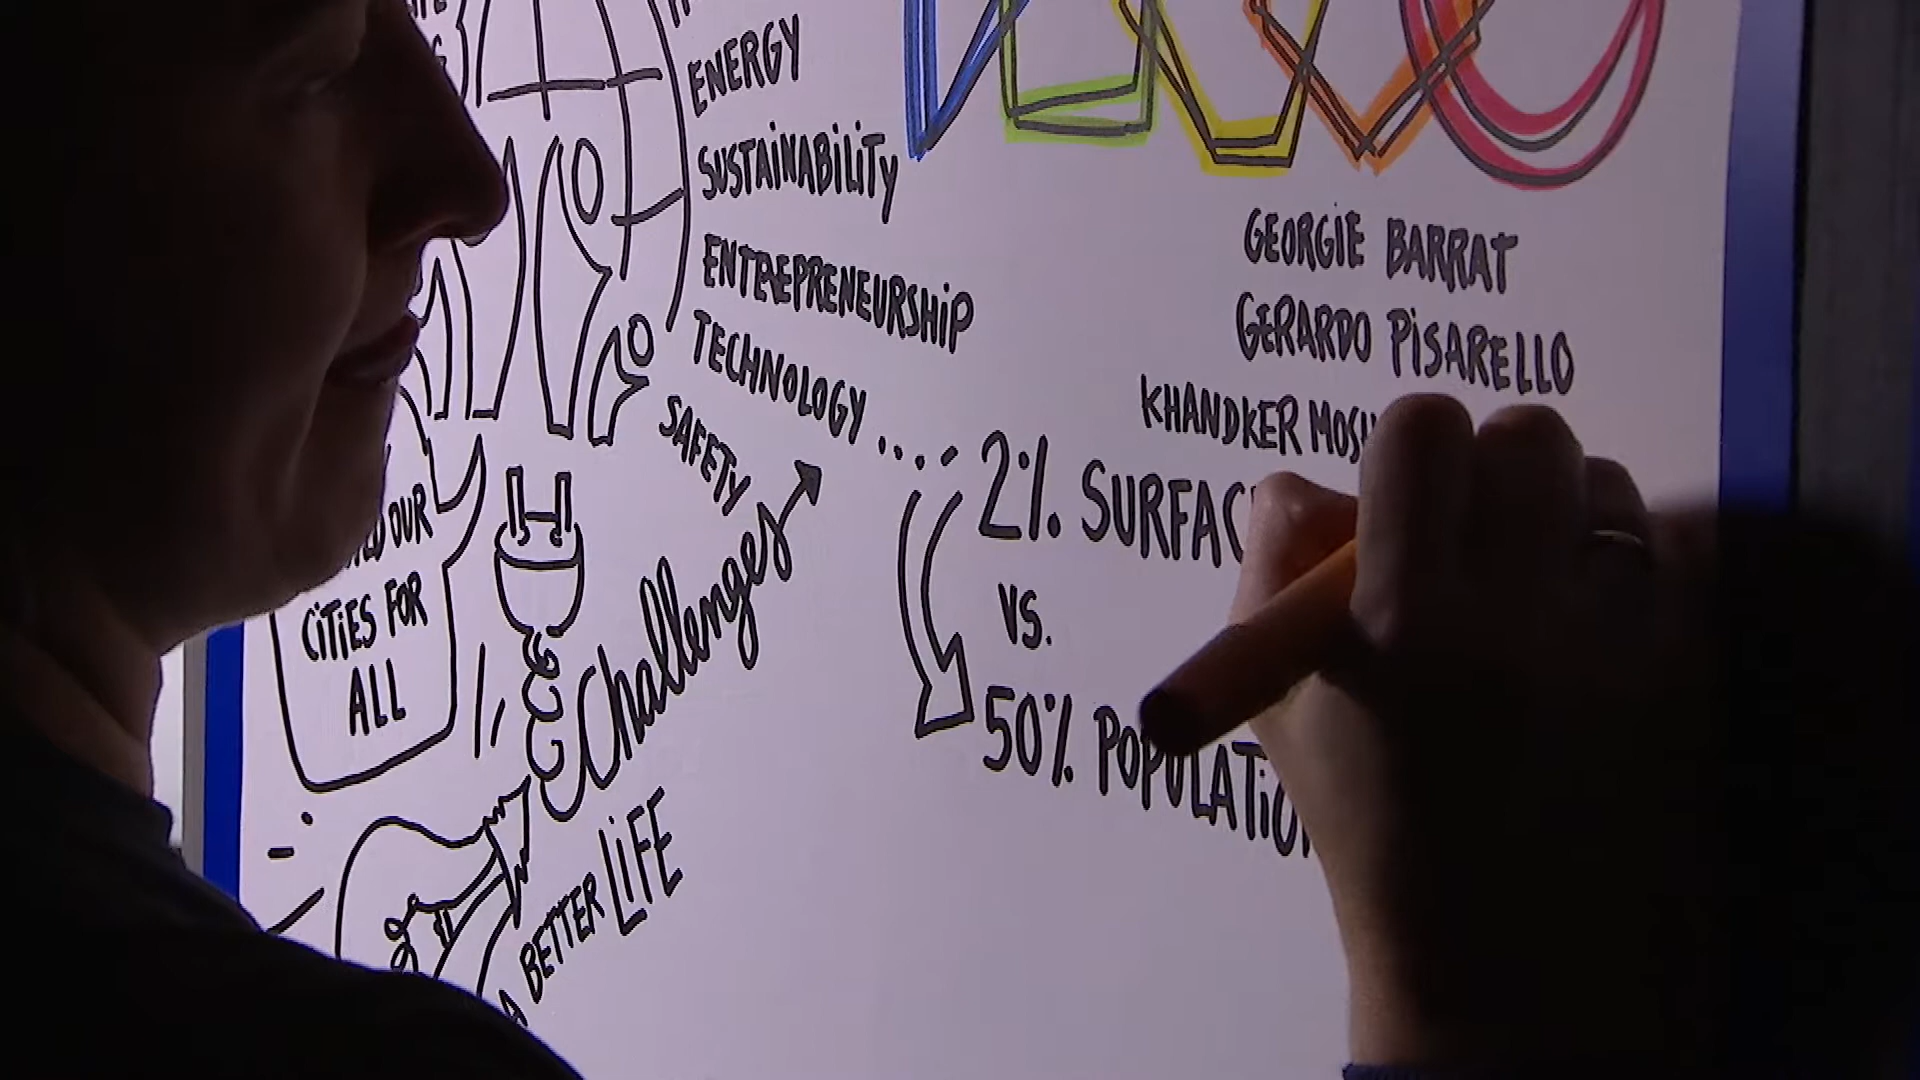 ENERGY
SUSTAINABILITY
ENTREPRENEURSHIP
TECHNOLOGY ....
SAFETY
Challenges
OUR
CITIES FOR
ALL
A BETTER LIFE
GEORGIE BARRAT
GERARDO PISARELLO
KHANDKER
2% SURFAC
VS.
50% POPULATION